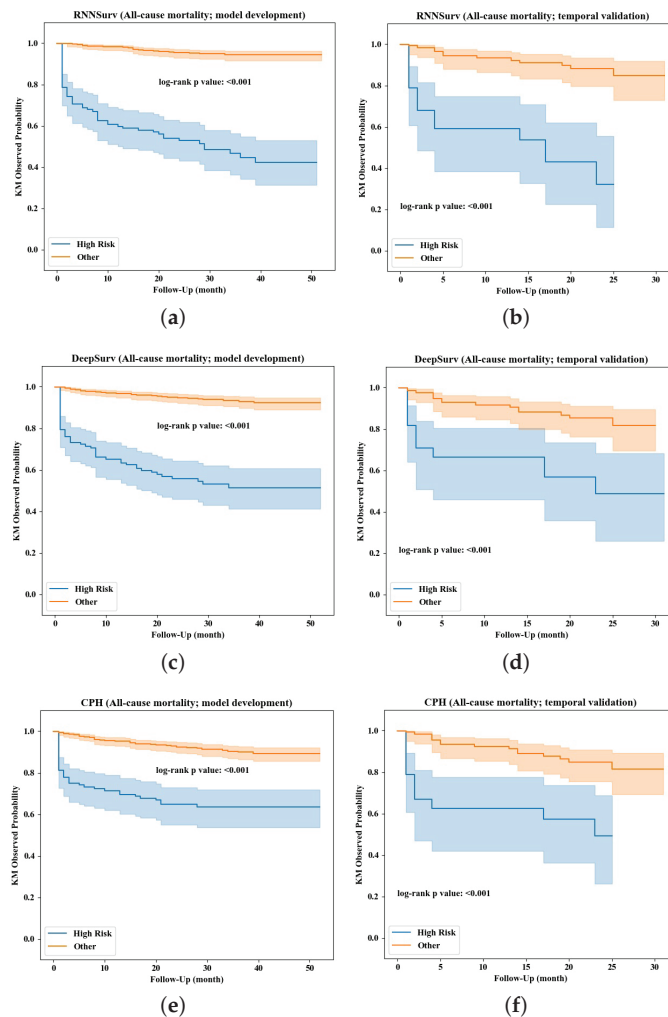 RNNSurv (All-cause mortality; model development)
1.0
0.8
0.6
0.4
0.2
0.0
KM Observed Probability
log-rank p value: <0.001
High Risk
Other
0
10
20
30
40
50
Follow-Up (month)
(a)
RNNSurv (All-cause mortality; temporal validation)
1.0
0.8
0.6
0.4
0.2
0.0
KM Observed Probability
log-rank p value: <0.001
High Risk
Other
0
5
10
15
20
25
30
Follow-Up (month)
(b)
DeepSurv (All-cause mortality; model development)
1.0
0.8
0.6
0.4
0.2
0.0
KM Observed Probability
log-rank p value: <0.001
High Risk
Other
0
10
20
30
40
50
Follow-Up (month)
(c)
DeepSurv (All-cause mortality; temporal validation)
1.0
0.8
0.6
0.4
0.2
0.0
KM Observed Probability
log-rank p value: <0.001
High Risk
Other
0
5
10
15
20
25
30
Follow-Up (month)
(d)
CPH (All-cause mortality; model development)
1.0
0.8
0.6
0.4
0.2
0.0
KM Observed Probability
log-rank p value: <0.001
High Risk
Other
0
10
20
30
40
50
Follow-Up (month)
(e)
CPH (All-cause mortality; temporal validation)
1.0
0.8
0.6
0.4
0.2
0.0
KM Observed Probability
log-rank p value: <0.001
High Risk
Other
0
5
10
15
20
25
30
Follow-Up (month)
(f)